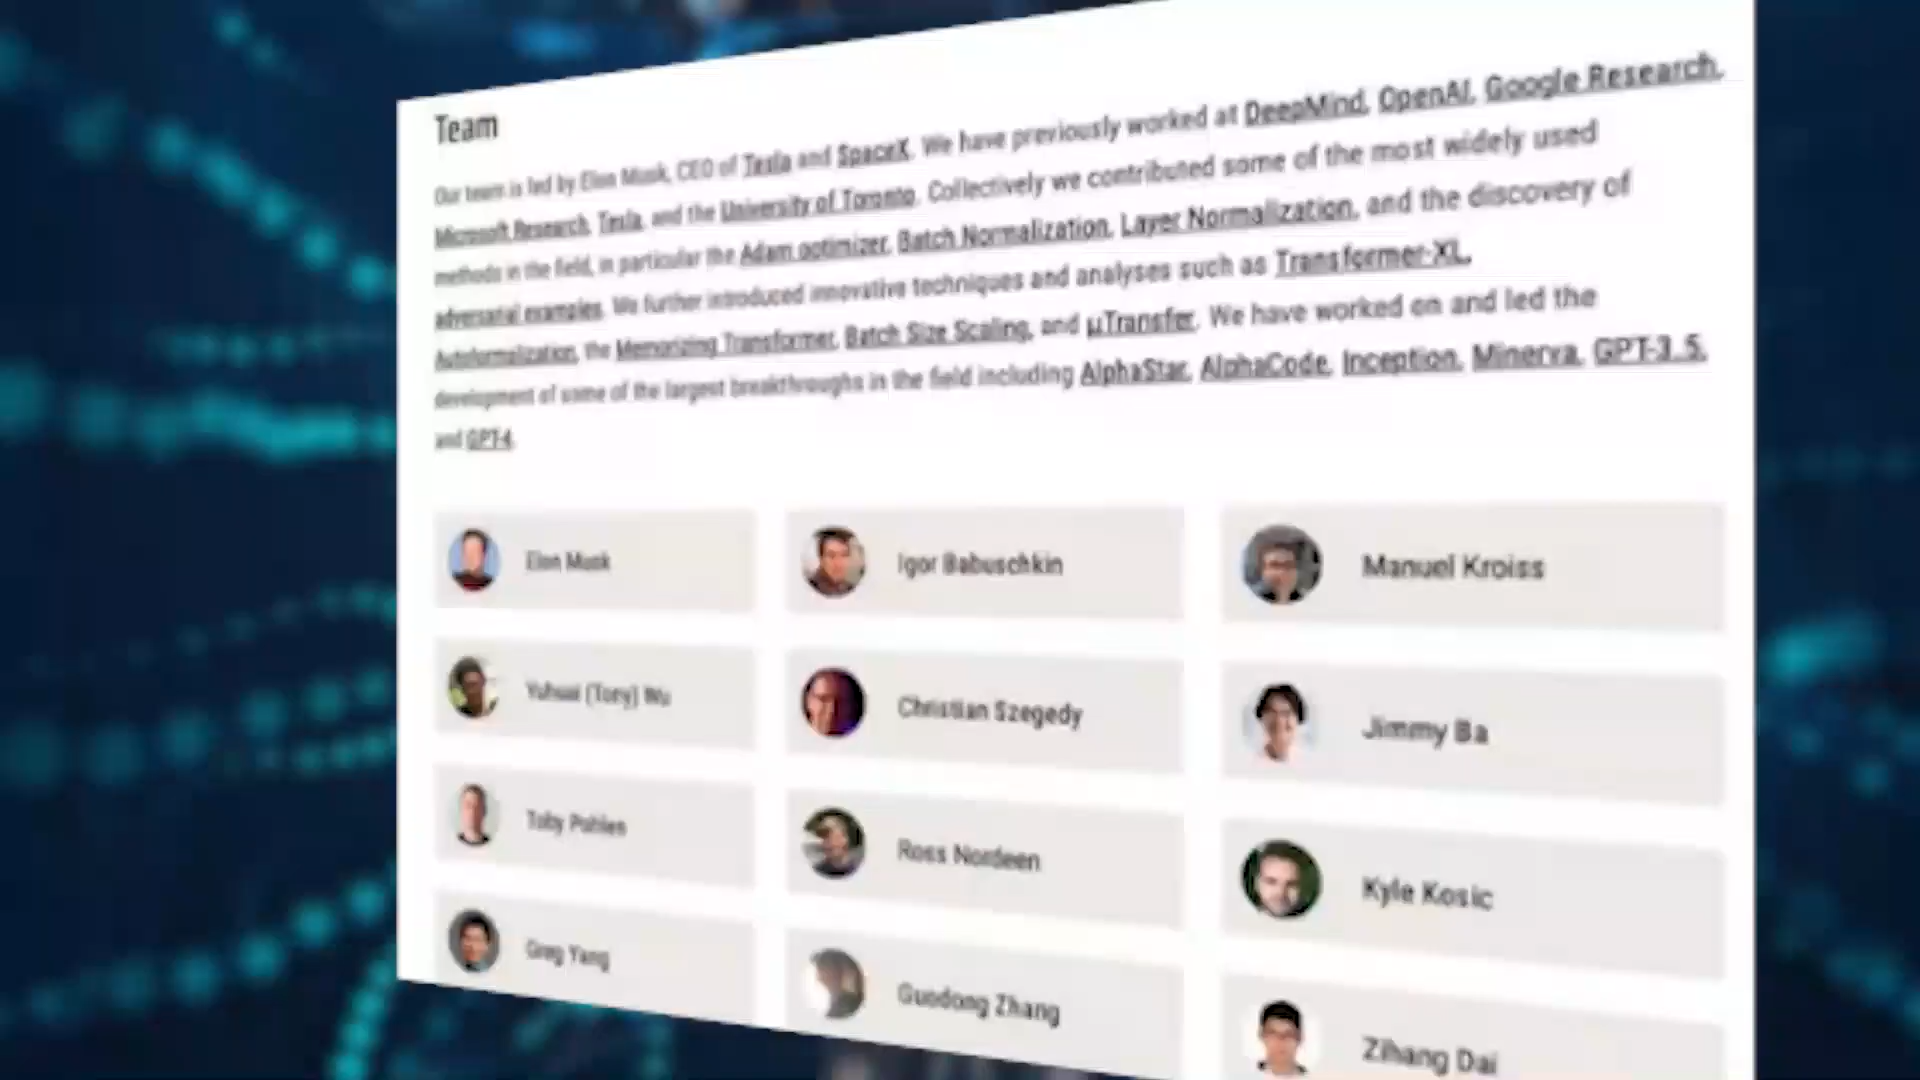 Team
Our team is led by Elon Musk, CEO of Tesla and SpaceX. We have previously worked at DeepMind, OpenAI, Google Research,
Microsoft Research, Tesla, and the University of Toronto. Collectively we contributed some of the most widely used
methods in the field, in particular the Adam optimizer, Batch Normalization, Layer Normalization, and the discovery of
adversarial examples. We further introduced innovative techniques and analyses such as Transformer-XL,
Autoformalization, the Memorizing Transformer, Batch Size Scaling, and μTransfer. We have worked on and led the
development of some of the largest breakthroughs in the field including AlphaStar, AlphaCode, Inception, Minerva, GPT-3.5,
and GPT-4.
Elon Musk
Igor Babuschkin
Manuel Kroiss
Yuhuai (Tony) Wu
Christian Szegedy
Jimmy Ba
Toby Pohlen
Ross Nordeen
Kyle Kosic
Greg Yang
Guodong Zhang
Zihang Dai